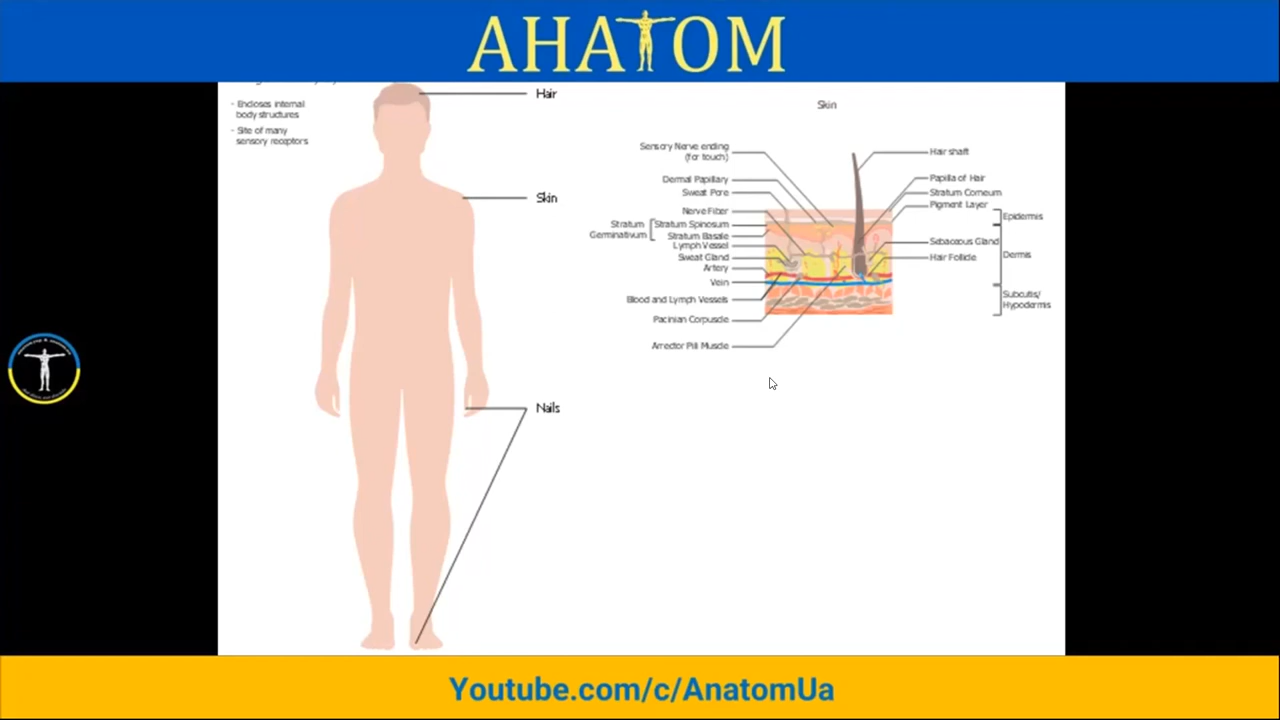 АНАТОМ
- Encloses internal
body structures
- Site of many
sensory receptors
Hair
Skin
Nails
Skin
Sensory Nerve ending
(for touch)
Dermal Papillary
Sweat Pore
Nerve Fiber
Stratum
Germinativum
Stratum Spinosum
Stratum Basale
Lymph Vessel
Sweat Gland
Artery
Vein
Blood and Lymph Vessels
Pacinian Corpuscle
Arrector Pili Muscle
Hair shaft
Papilla of Hair
Stratum Corneum
Pigment Layer
Sebaceous Gland
Hair Follicle
Epidermis
Dermis
Subcutis/
Hypodermis
Youtube.com/c/AnatomUa